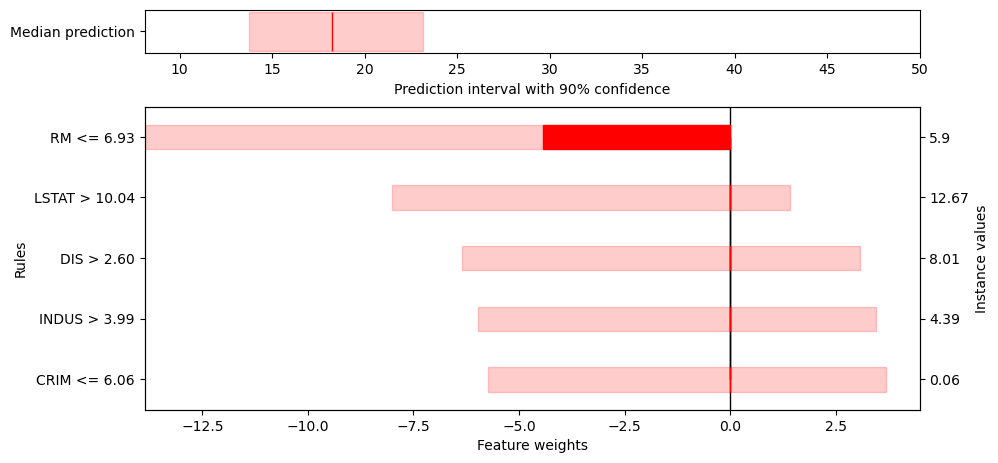 Median prediction
10 15 20 25 30 35 40 45 50
Prediction interval with 90% confidence
RM <= 6.93 5.9
LSTAT > 10.04 12.67
DIS > 2.60 8.01
INDUS > 3.99 4.39
CRIM <= 6.06 0.06
Rules
Instance values
−12.5 −10.0 −7.5 −5.0 −2.5 0.0 2.5
Feature weights